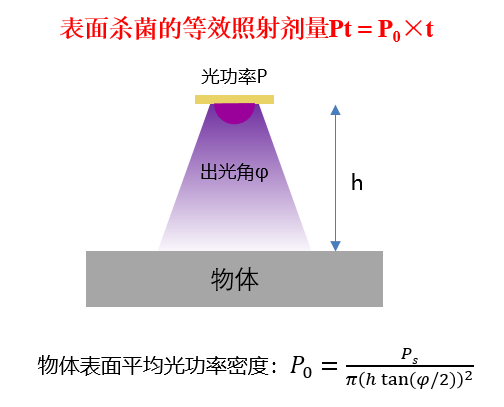 表面杀菌的等效照射剂量Pt = P₀×t
光功率P
出光角φ
h
物体
物体表面平均光功率密度：P₀ = Pₛ / π(h tan(φ/2))²